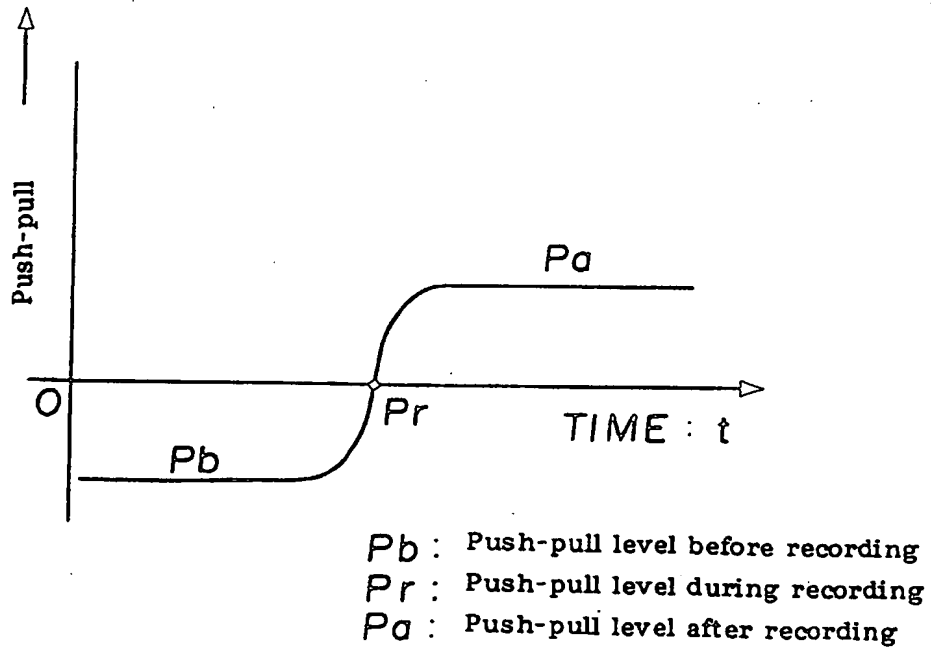 Push-pull
Pa
O
Pr
TIME : t
Pb
Pb : Push-pull level before recording
Pr : Push-pull level during recording
Pa : Push-pull level after recording